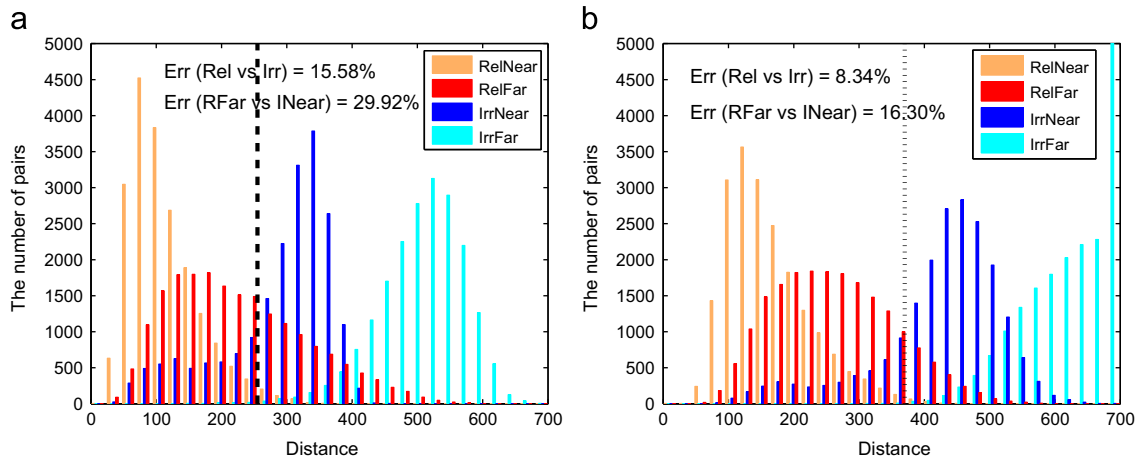 a
5000
4500
4000
3500
3000
2500
2000
1500
1000
500
0
The number of pairs
Err (Rel vs Irr) = 15.58%
Err (RFar vs INear) = 29.92%
RelNear
RelFar
IrrNear
IrrFar
0 100 200 300 400 500 600 700
Distance
b
5000
4500
4000
3500
3000
2500
2000
1500
1000
500
0
The number of pairs
Err (Rel vs Irr) = 8.34%
Err (RFar vs INear) = 16.30%
RelNear
RelFar
IrrNear
IrrFar
0 100 200 300 400 500 600 700
Distance